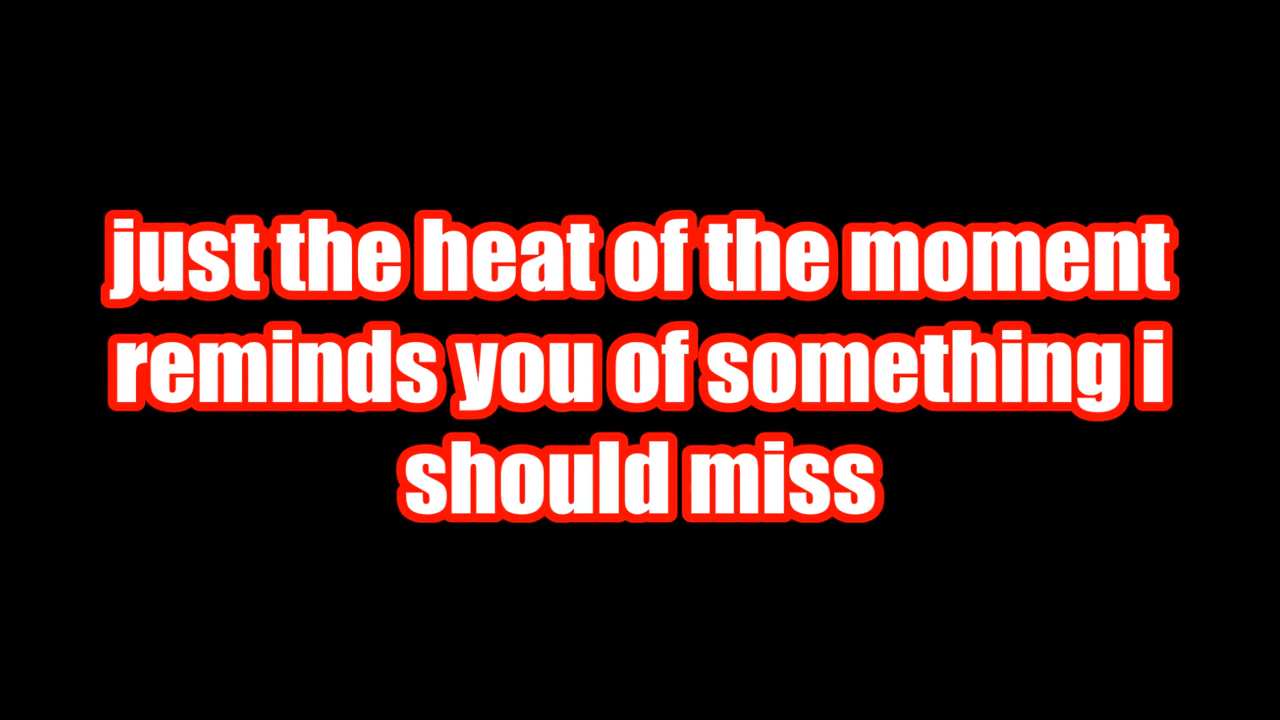 just the heat of the moment
reminds you of something i
should miss